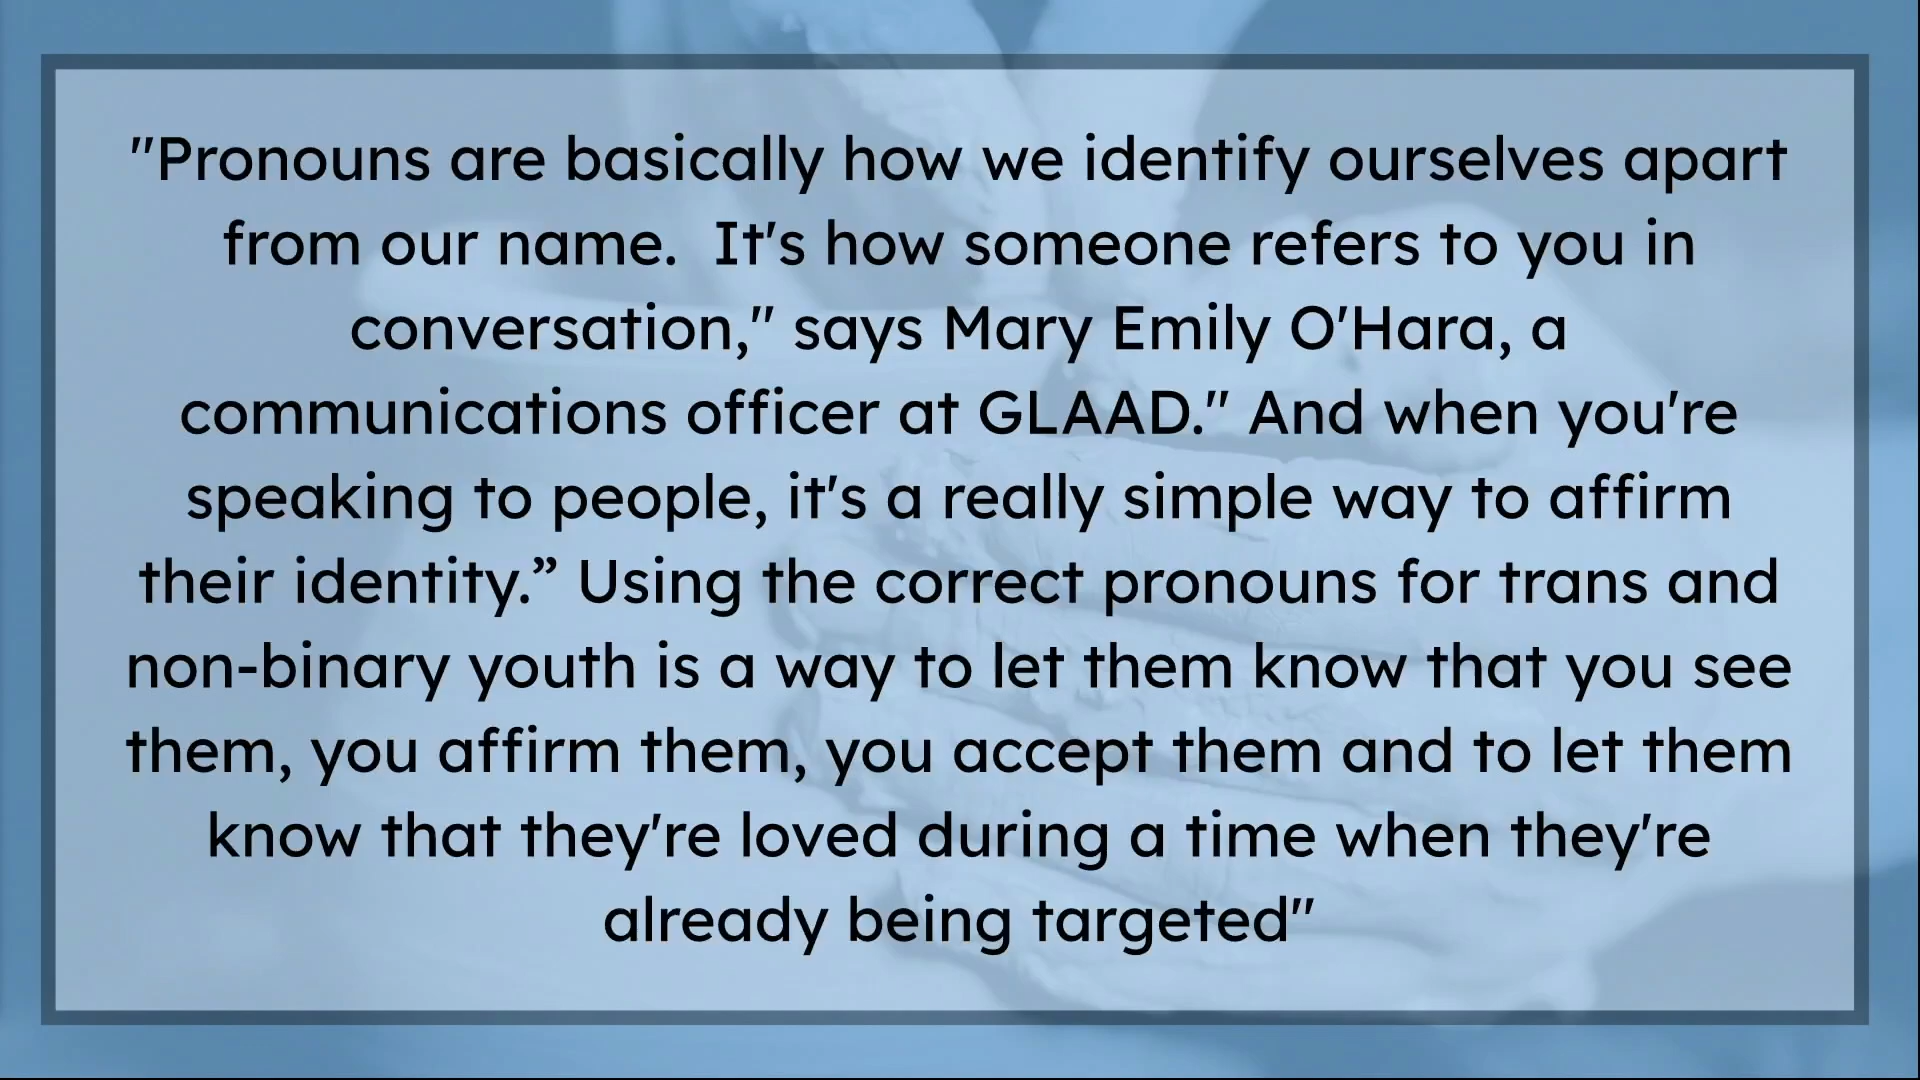 "Pronouns are basically how we identify ourselves apart
from our name.  It's how someone refers to you in
conversation," says Mary Emily O'Hara, a
communications officer at GLAAD." And when you're
speaking to people, it's a really simple way to affirm
their identity.” Using the correct pronouns for trans and
non-binary youth is a way to let them know that you see
them, you affirm them, you accept them and to let them
know that they're loved during a time when they're
already being targeted"